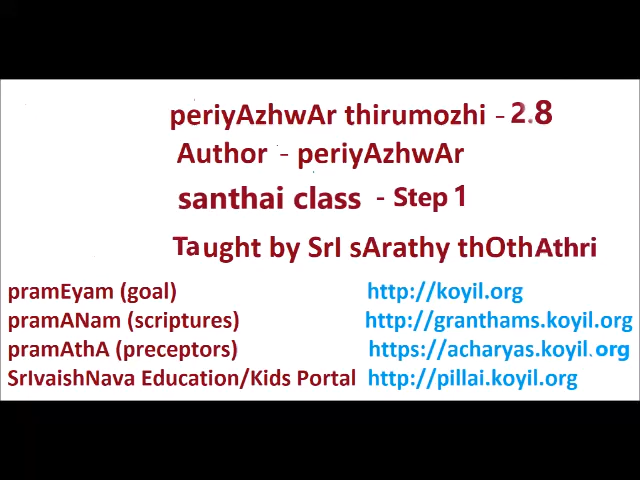 periyAzhwAr thirumozhi - 2.8
Author - periyAzhwAr
santhai class - Step 1
Taught by SrI sArathy thOthAthri
pramEyam (goal) http://koyil.org
pramANam (scriptures) http://granthams.koyil.org
pramAthA (preceptors) https://acharyas.koyil.org
SrIvaishNava Education/Kids Portal http://pillai.koyil.org